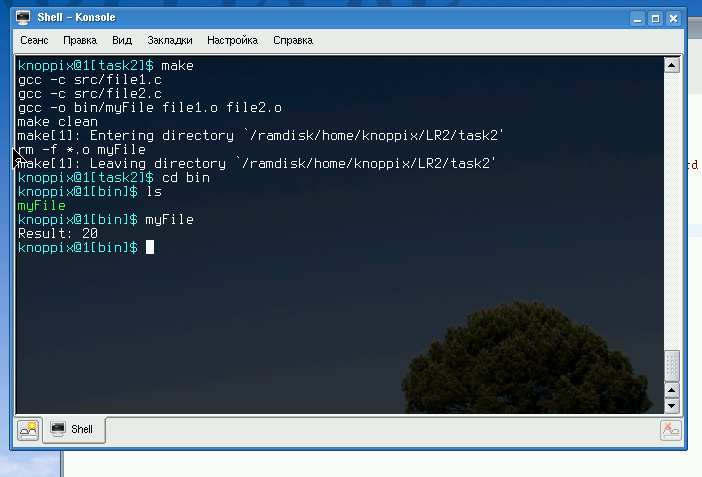 Shell – Konsole
Сеанс Правка Вид Закладки Настройка Справка
knoppix@1[task2]$ make
gcc -c src/file1.c
gcc -c src/file2.c
gcc -o bin/myFile file1.o file2.o
make clean
make[1]: Entering directory `/ramdisk/home/knoppix/LR2/task2'
rm -f *.o myFile
make[1]: Leaving directory `/ramdisk/home/knoppix/LR2/task2'
knoppix@1[task2]$ cd bin
knoppix@1[bin]$ ls
myFile
knoppix@1[bin]$ myFile
Result: 20
knoppix@1[bin]$
Shell